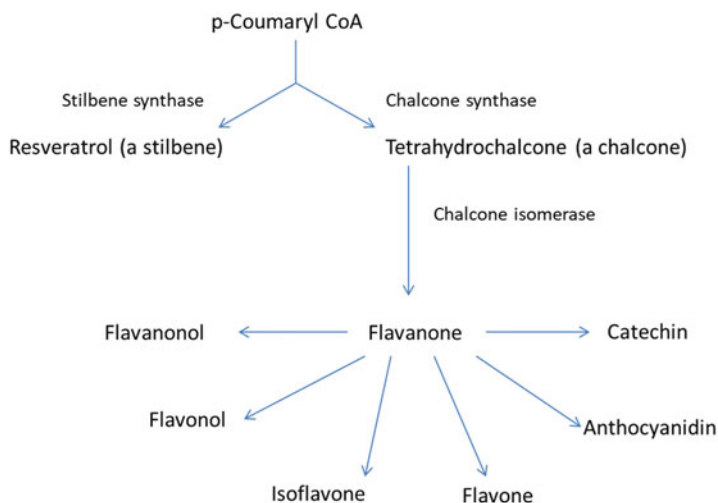 p-Coumaryl CoA
Stilbene synthase
Chalcone synthase
Resveratrol (a stilbene)
Tetrahydrochalcone (a chalcone)
Chalcone isomerase
Flavanonol
Flavanone
Catechin
Flavonol
Anthocyanidin
Isoflavone
Flavone